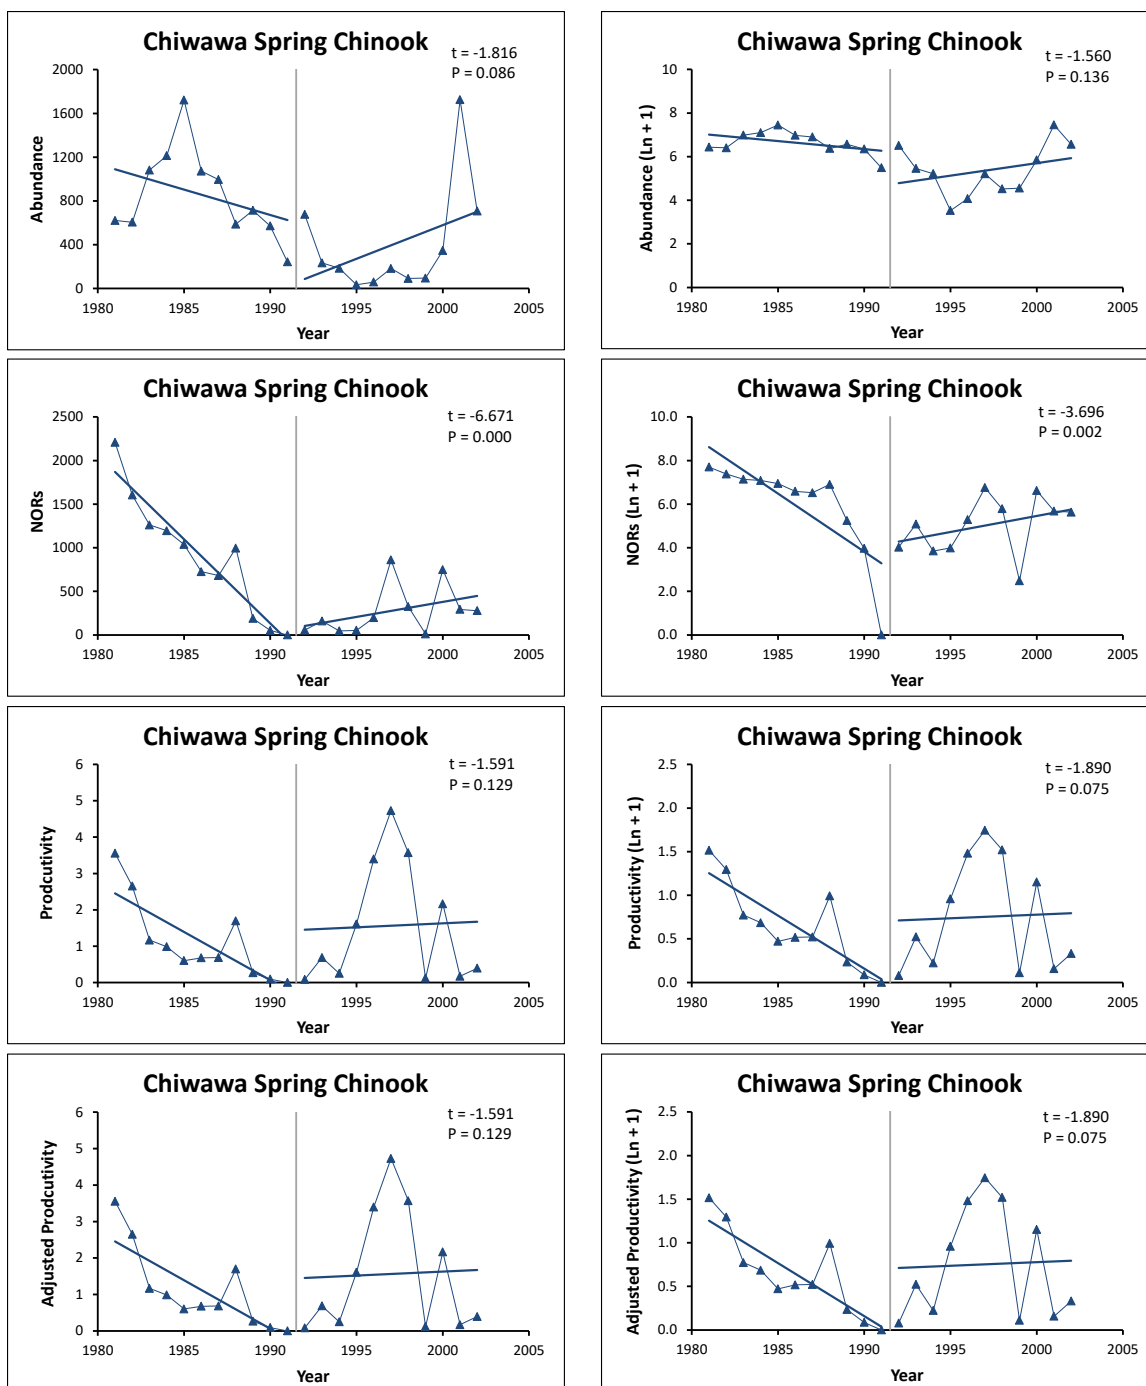 Chiwawa Spring Chinook
t = -1.816
P = 0.086
Abundance
2000
1600
1200
800
400
0
1980 1985 1990 1995 2000 2005
Year
Chiwawa Spring Chinook
t = -1.560
P = 0.136
Abundance (Ln + 1)
10
8
6
4
2
0
1980 1985 1990 1995 2000 2005
Year
Chiwawa Spring Chinook
t = -6.671
P = 0.000
NORs
2500
2000
1500
1000
500
0
1980 1985 1990 1995 2000 2005
Year
Chiwawa Spring Chinook
t = -3.696
P = 0.002
NORs (Ln + 1)
10.0
8.0
6.0
4.0
2.0
0.0
1980 1985 1990 1995 2000 2005
Year
Chiwawa Spring Chinook
t = -1.591
P = 0.129
Prodcutivity
6
5
4
3
2
1
0
1980 1985 1990 1995 2000 2005
Year
Chiwawa Spring Chinook
t = -1.890
P = 0.075
Productivity (Ln + 1)
2.5
2.0
1.5
1.0
0.5
0.0
1980 1985 1990 1995 2000 2005
Year
Chiwawa Spring Chinook
t = -1.591
P = 0.129
Adjusted Prodcutivity
6
5
4
3
2
1
0
1980 1985 1990 1995 2000 2005
Year
Chiwawa Spring Chinook
t = -1.890
P = 0.075
Adjusted Productivity (Ln + 1)
2.5
2.0
1.5
1.0
0.5
0.0
1980 1985 1990 1995 2000 2005
Year